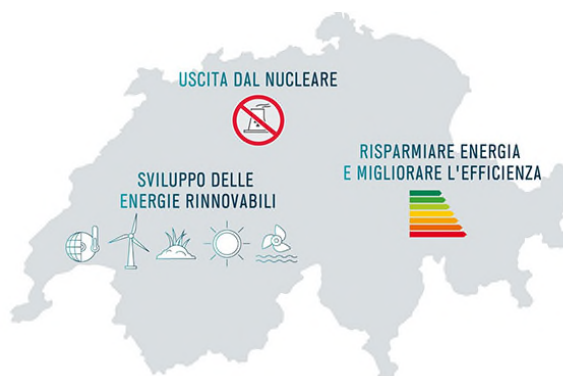 USCITA DAL NUCLEARE
SVILUPPO DELLE
ENERGIE RINNOVABILI
RISPARMIARE ENERGIA
E MIGLIORARE L'EFFICIENZA